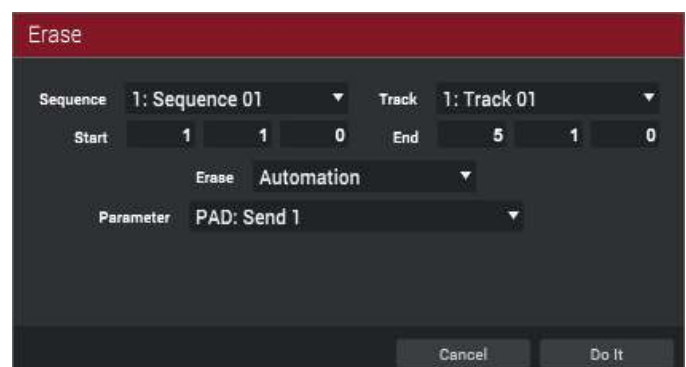 Erase
Sequence 1: Sequence 01 Track 1: Track 01
Start 1 1 0 End 5 1 0
Erase Automation
Parameter PAD: Send 1
Cancel Do It